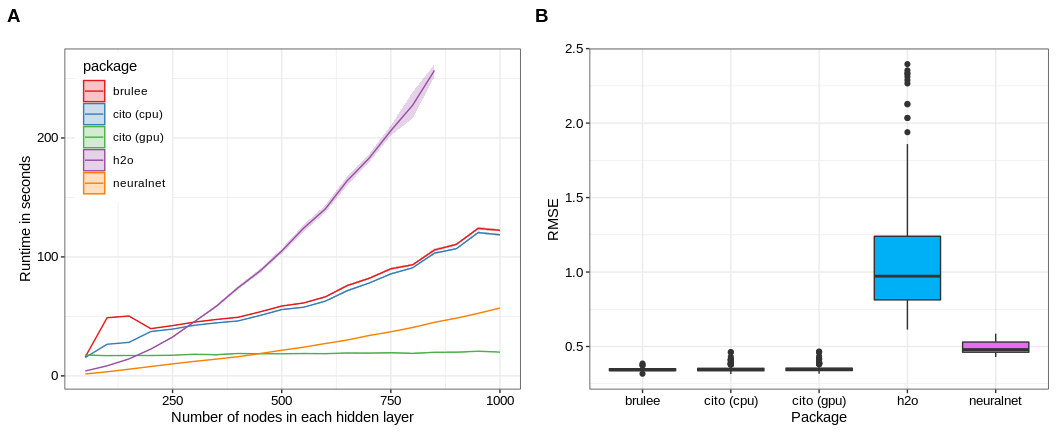 A
package
brulee
cito (cpu)
cito (gpu)
h2o
neuralnet
200
100
0
Runtime in seconds
250
500
750
1000
Number of nodes in each hidden layer
B
2.5
2.0
1.5
1.0
0.5
RMSE
brulee
cito (cpu)
cito (gpu)
h2o
neuralnet
Package